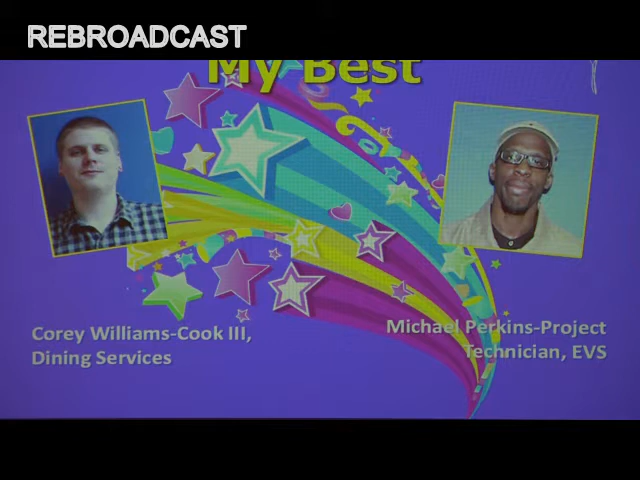 REBROADCAST
My Best
Corey Williams-Cook III,
Dining Services
Michael Perkins-Project
Technician, EVS